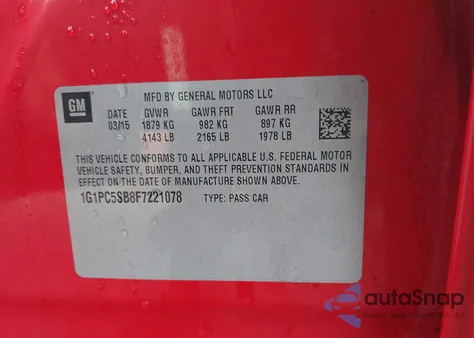 MFD BY GENERAL MOTORS LLC
GM
DATE GVWR GAWR FRT GAWR RR
03/15 1879 KG 982 KG 897 KG
4143 LB 2165 LB 1978 LB
THIS VEHICLE CONFORMS TO ALL APPLICABLE U.S. FEDERAL MOTOR
VEHICLE SAFETY, BUMPER, AND THEFT PREVENTION STANDARDS IN
EFFECT ON THE DATE OF MANUFACTURE SHOWN ABOVE.
1G1PC5SB8F7221078 TYPE: PASS CAR
autoSnap